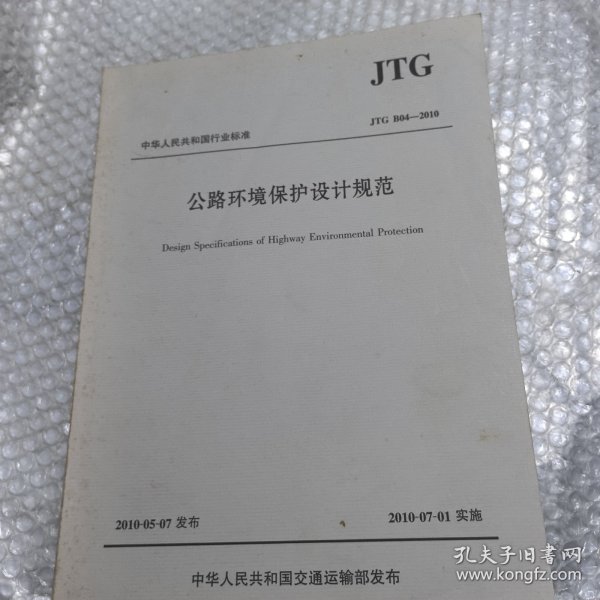 JTG
中华人民共和国行业标准
JTG B04—2010
公路环境保护设计规范
Design Specifications of Highway Environmental Protection
2010-05-07 发布
2010-07-01 实施
中华人民共和国交通运输部发布
孔夫子旧书网
www.kongfz.com